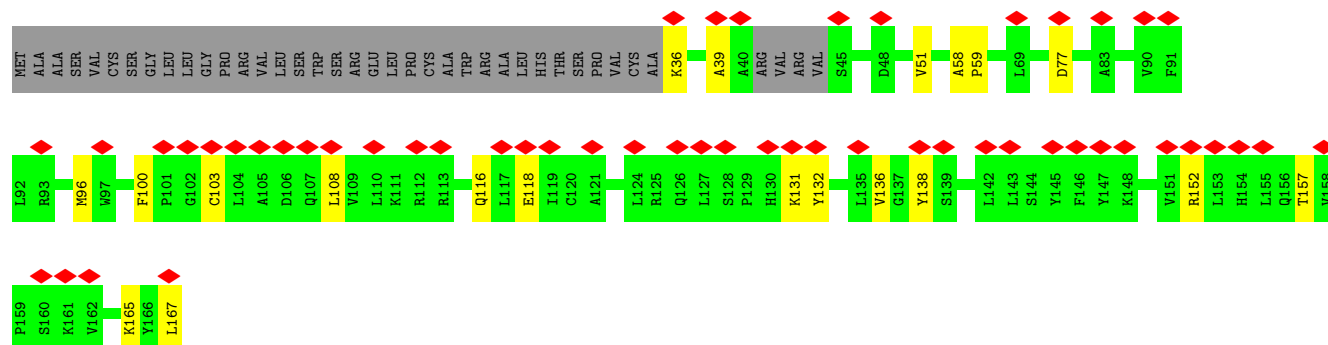 MET ALA ALA SER VAL CYS SER GLY LEU LEU GLY PRO ARG VAL LEU SER TRP SER ARG GLU LEU PRO CYS ALA TRP ARG ALA LEU HIS THR SER PRO VAL CYS ALA K36 A39 A40 ARG VAL ARG VAL S45 D48 V51 A58 P59 L69 D77 A83 V90 F91
L92 R93 M96 W97 F100 P101 G102 C103 L104 A105 D106 Q107 L108 V109 L110 K111 R112 R113 Q116 L117 E118 I119 C120 A121 L124 R125 Q126 L127 S128 P129 H130 K131 Y132 L135 V136 G137 Y138 S139 L142 L143 S144 Y145 F146 Y147 K148 V151 R152 L153 H154 L155 Q156 T157 V158
P159 S160 K161 V162 K165 Y166 L167